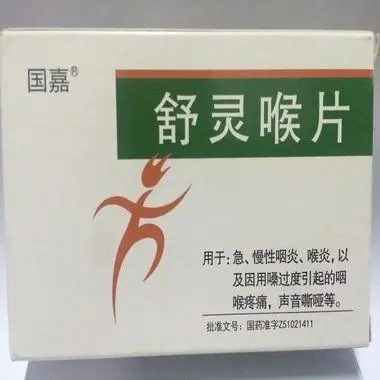 国嘉®
舒灵喉片
用于:急、慢性咽炎、喉炎,以
及因用嗓过度引起的咽
喉疼痛,声音嘶哑等。
批准文号:国药准字Z51021411